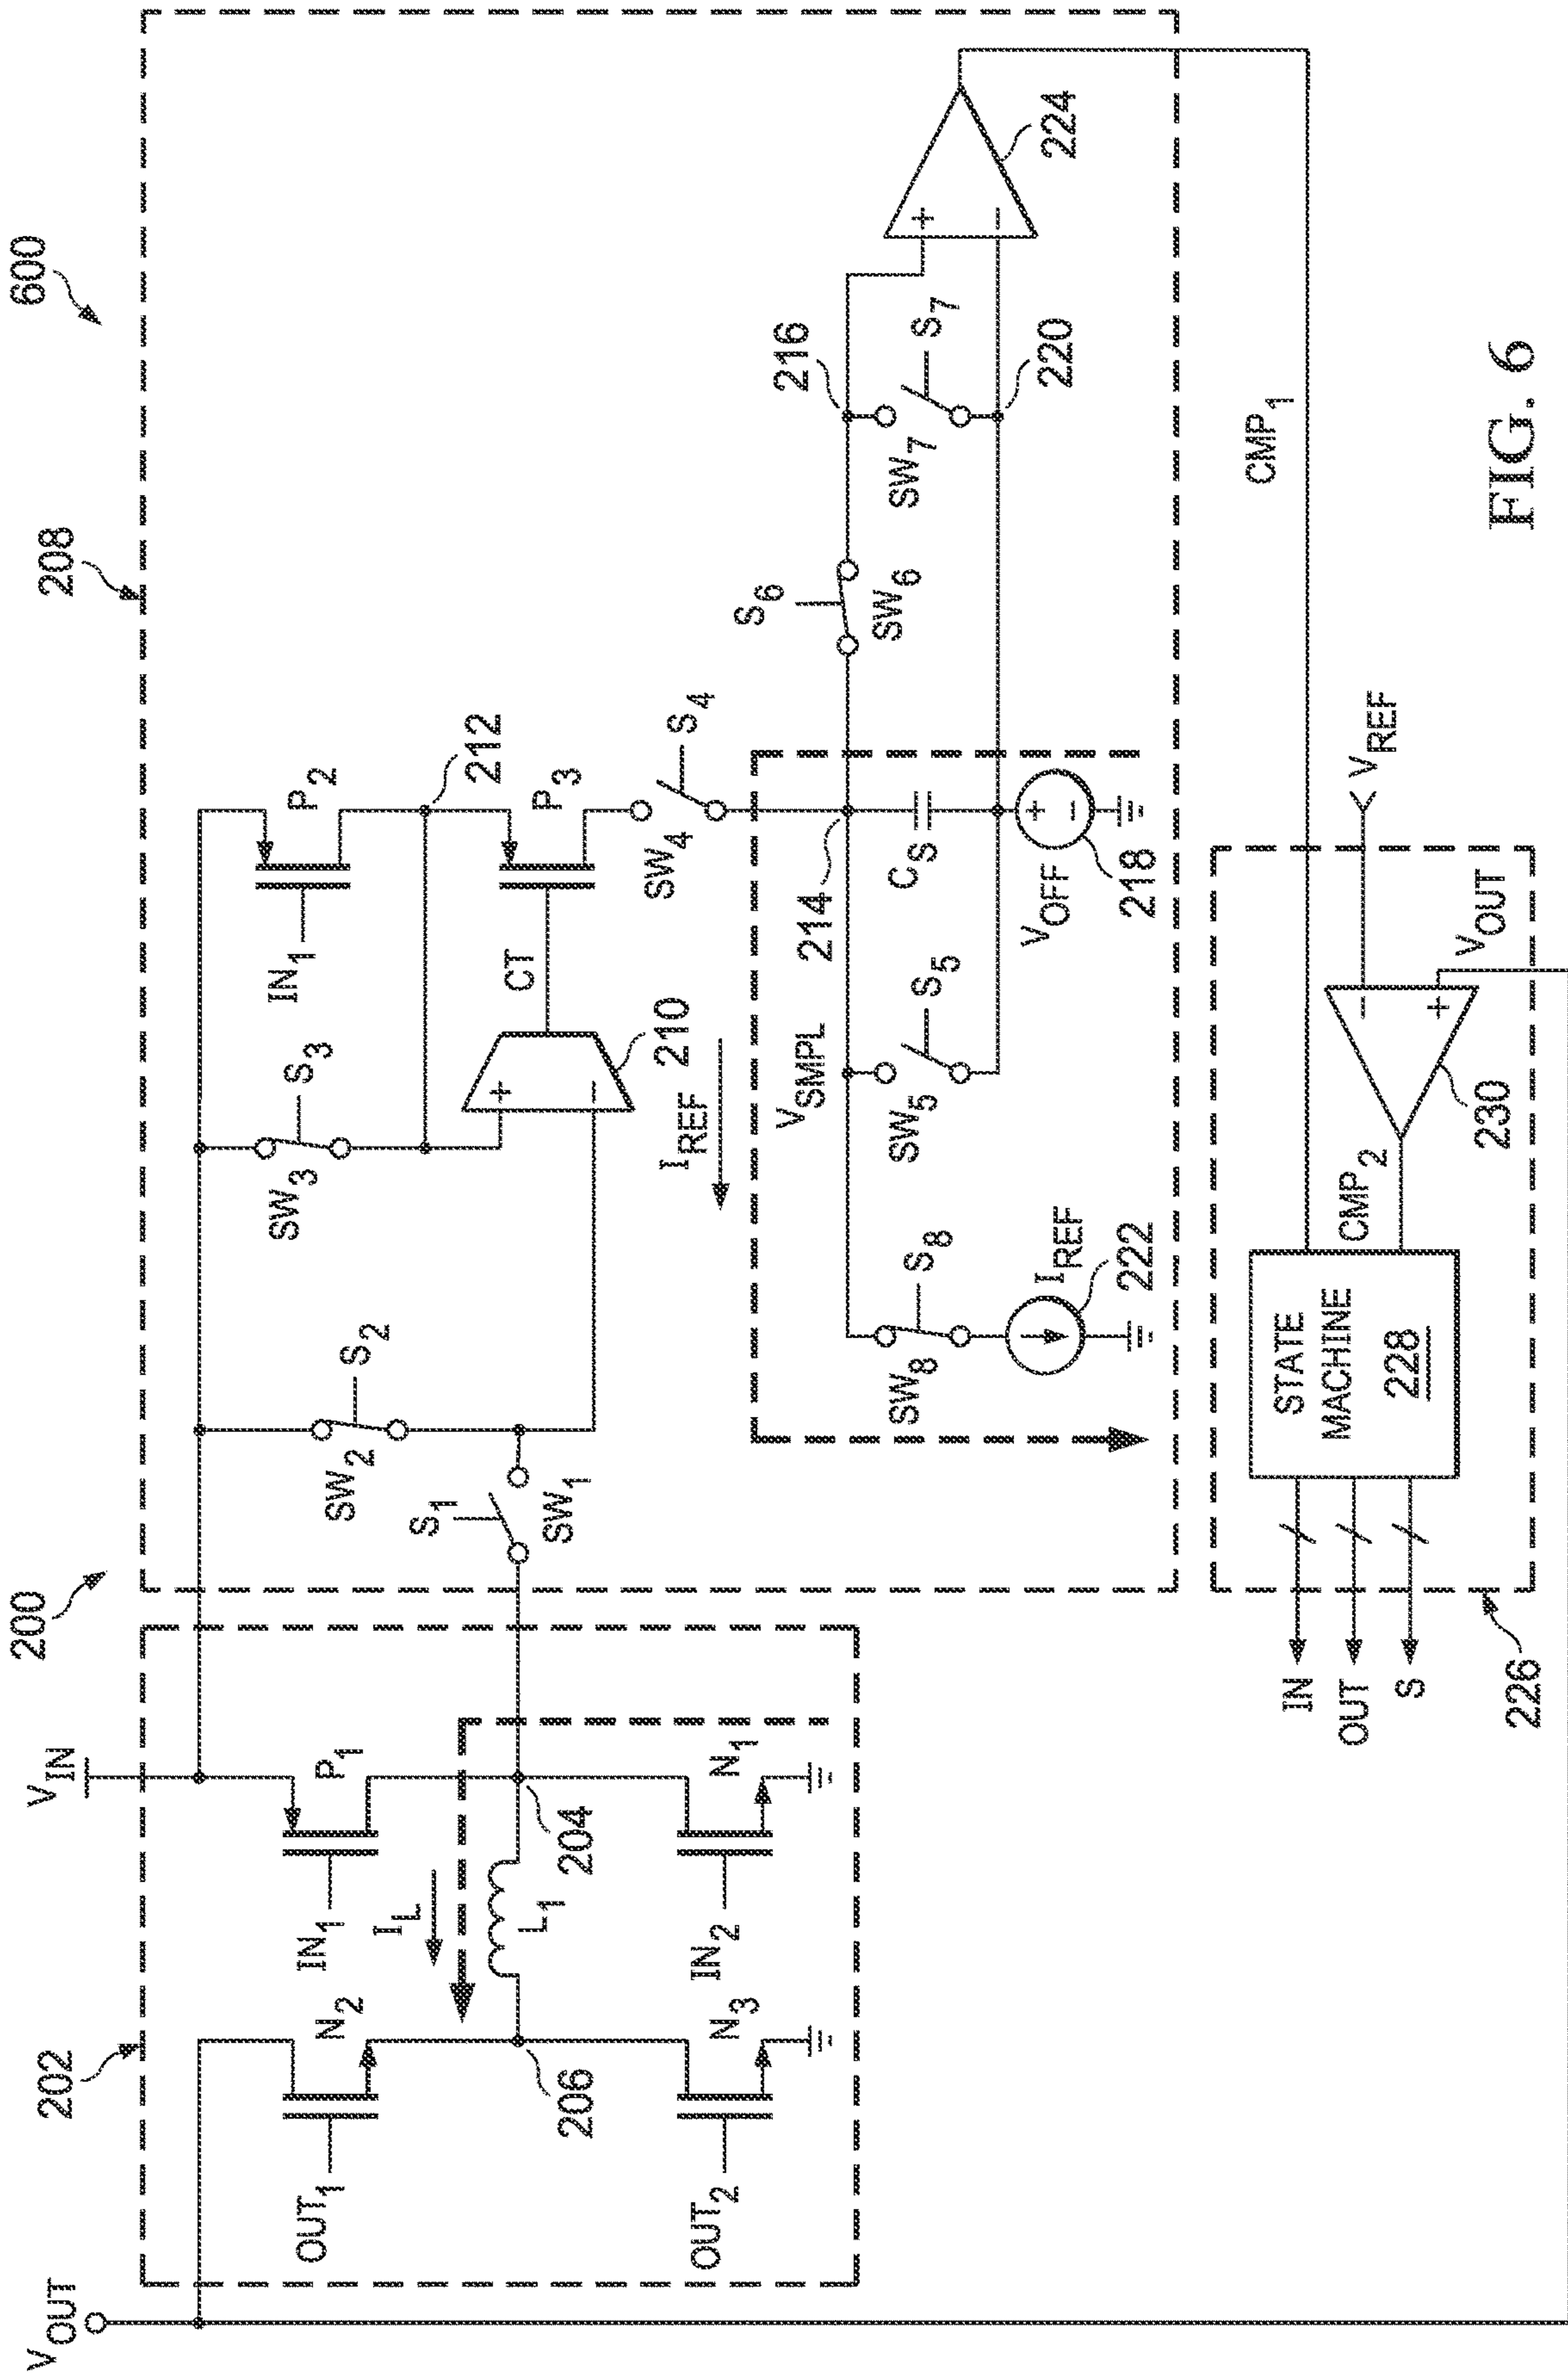 600
200
208
202
V_OUT
V_IN
OUT_1
N_2
IN_1
P_1
I_L
L_1
206
204
OUT_2
N_3
IN_2
N_1
S_1
SW_1
SW_2
S_2
SW_3
S_3
IN_1
P_2
212
+
−
210
CT
P_3
SW_4
S_4
I_REF
V_SMPL
214
SW_8
S_8
I_REF
222
SW_5
S_5
C_S
V_OFF
+
−
218
S_6
SW_6
216
SW_7
S_7
220
+
−
224
CMP_1
IN
OUT
S
226
STATE
MACHINE
228
CMP_2
230
−
+
V_OUT
V_REF
FIG. 6